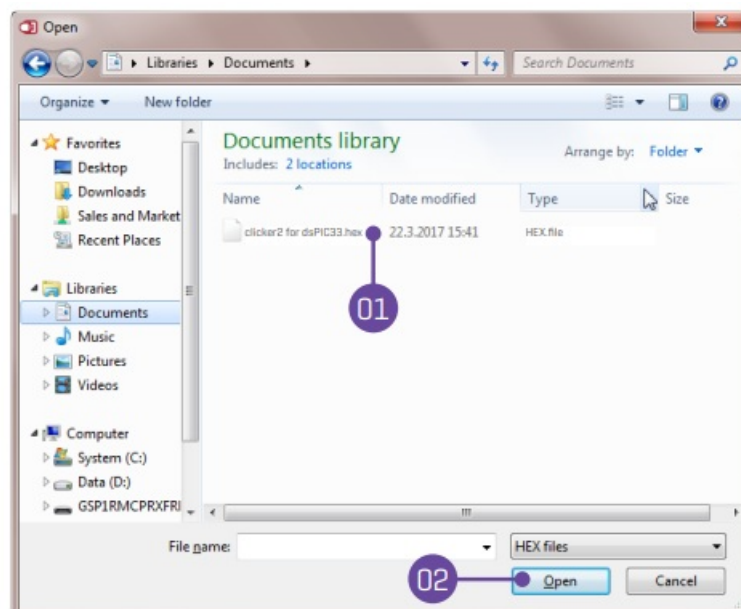 Open
Libraries Documents
Search Documents
Organize New folder
Favorites
Desktop
Downloads
Sales and Market
Recent Places
Libraries
Documents
Music
Pictures
Videos
Computer
System (C:)
Data (D:)
GSP1RMCPRXFRI
Documents library
Includes: 2 locations
Arrange by: Folder
Name Date modified Type Size
clicker2 for dsPIC33.hex 22.3.2017 15:41 HEX.file
01
File name: HEX files
02
Open Cancel